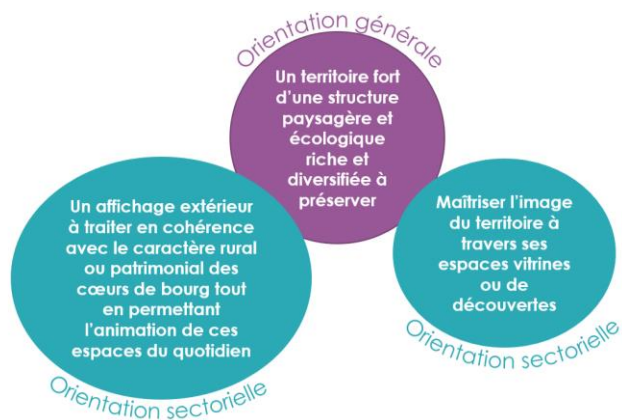 Orientation générale
Un territoire fort
d'une structure
paysagère et
écologique
riche et
diversifiée à
préserver
Un affichage extérieur
à traiter en cohérence
avec le caractère rural
ou patrimonial des
cœurs de bourg tout
en permettant
l'animation de ces
espaces du quotidien
Orientation sectorielle
Maîtriser l'image
du territoire à
travers ses
espaces vitrines
ou de
découvertes
Orientation sectorielle